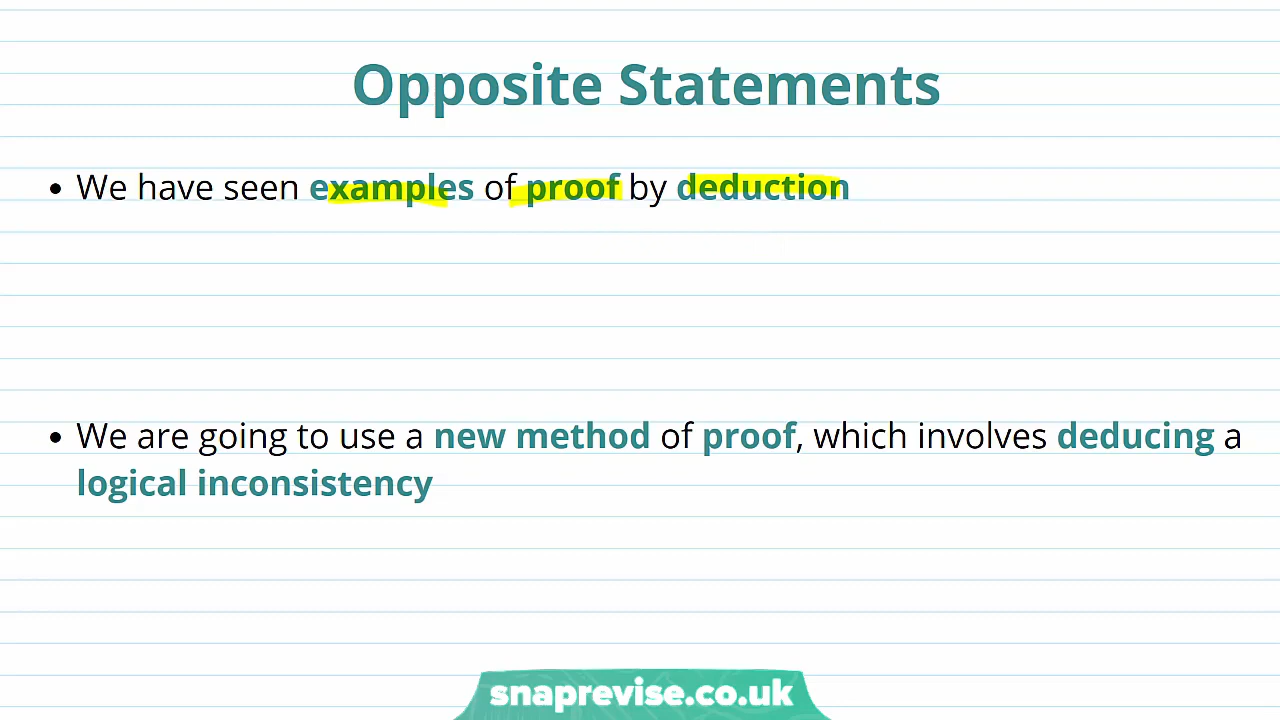 Opposite Statements
• We have seen examples of proof by deduction
• We are going to use a new method of proof, which involves deducing a
logical inconsistency
snaprevise.co.uk